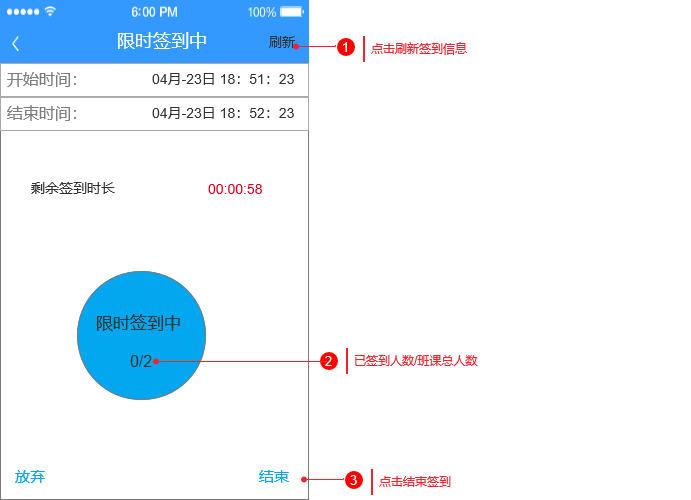 6:00 PM 100%
限时签到中 刷新
1 点击刷新签到信息
开始时间： 04月-23日 18：51：23
结束时间： 04月-23日 18：52：23
剩余签到时长 00:00:58
限时签到中
0/2
2 已签到人数/班课总人数
放弃 结束
3 点击结束签到